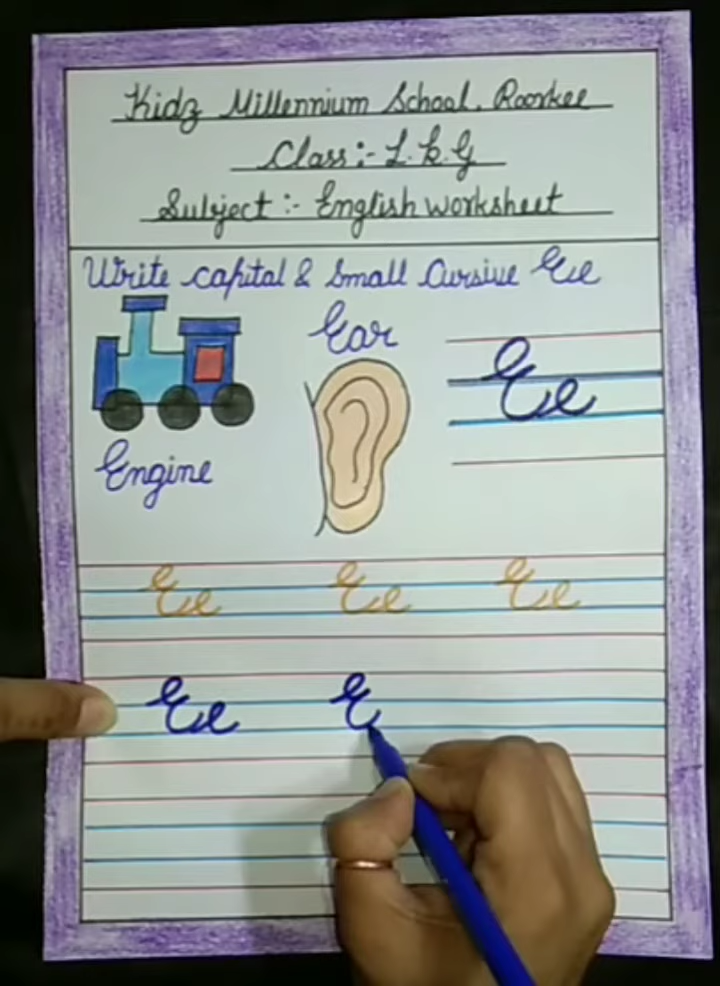 Kidz Millennium School. Roorkee
Class:- L.k.G
Subject:- English worksheet
Write capital & Small Cursive Ee
Ear
Ee
Engine
Ee Ee Ee
Ee E